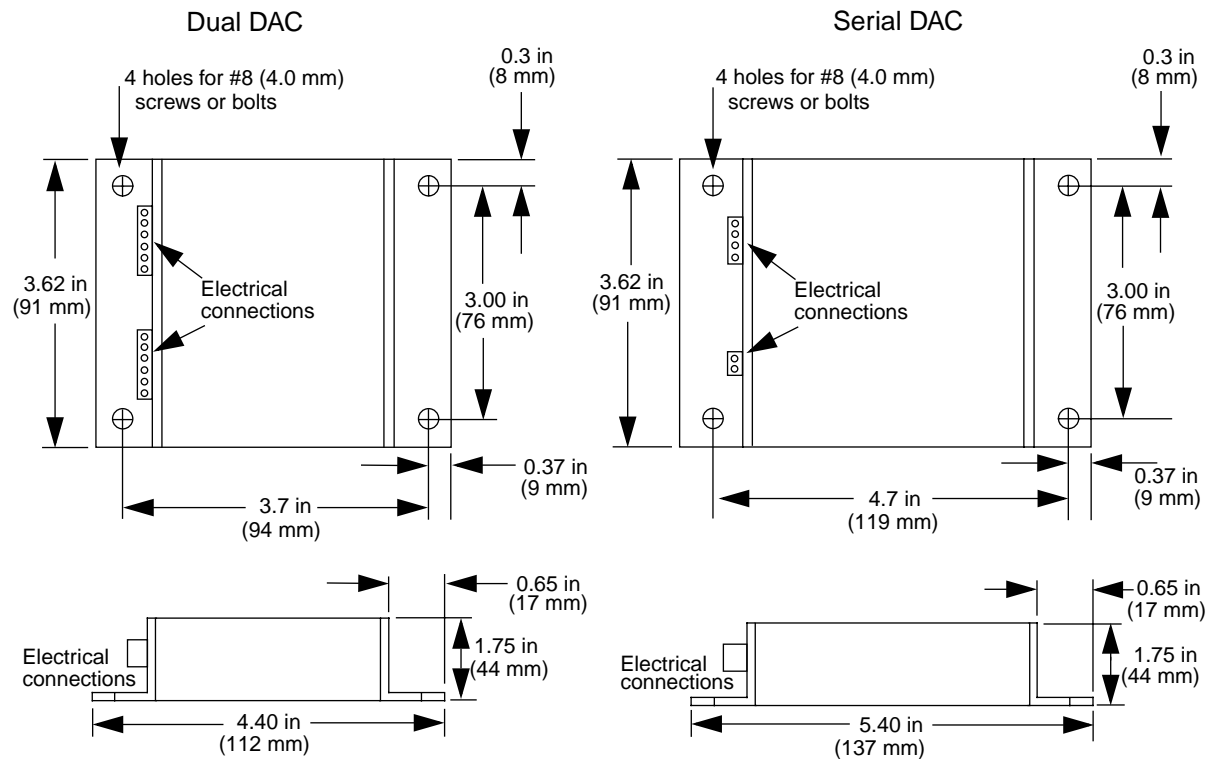 Dual DAC
4 holes for #8 (4.0 mm)
screws or bolts
0.3 in
(8 mm)
3.62 in
(91 mm)
Electrical
connections
3.00 in
(76 mm)
0.37 in
(9 mm)
3.7 in
(94 mm)
0.65 in
(17 mm)
Electrical
connections
1.75 in
(44 mm)
4.40 in
(112 mm)
Serial DAC
4 holes for #8 (4.0 mm)
screws or bolts
0.3 in
(8 mm)
3.62 in
(91 mm)
Electrical
connections
3.00 in
(76 mm)
0.37 in
(9 mm)
4.7 in
(119 mm)
0.65 in
(17 mm)
Electrical
connections
1.75 in
(44 mm)
5.40 in
(137 mm)